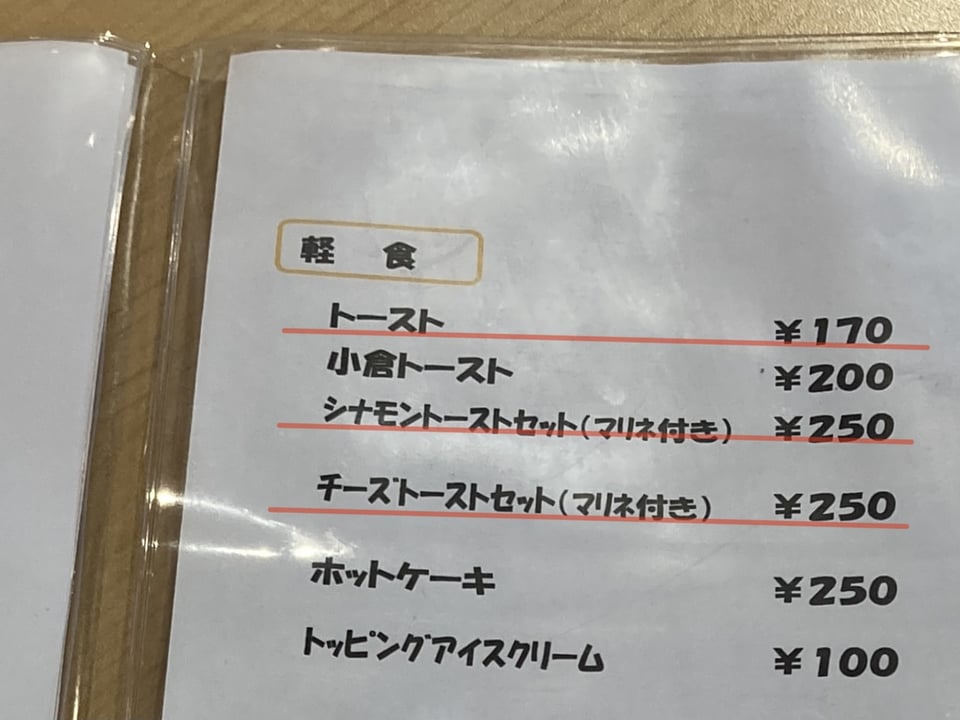 軽 食
トースト ￥170
小倉トースト ￥200
シナモントーストセット(マリネ付き) ￥250
チーズトーストセット(マリネ付き) ￥250
ホットケーキ ￥250
トッピングアイスクリーム ￥100